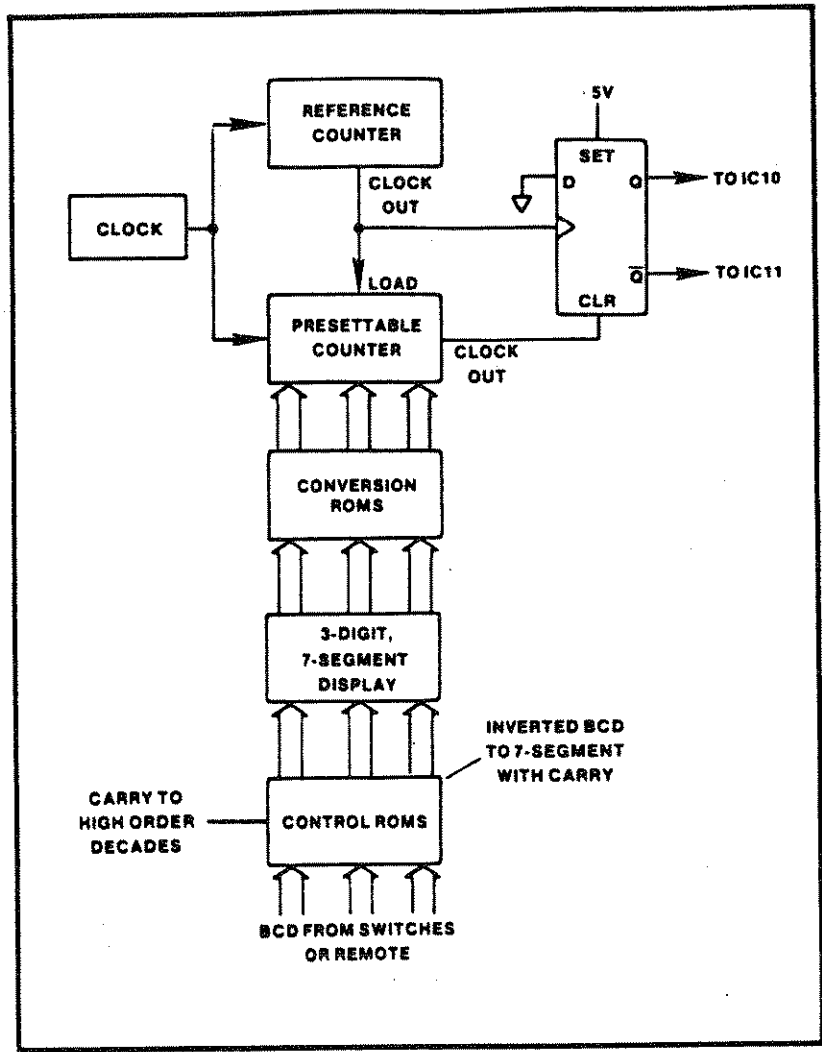 REFERENCE
COUNTER
5V
SET
D
Q
TO IC10
CLOCK
OUT
CLOCK
LOAD
Q̅
TO IC11
CLR
PRESETTABLE
COUNTER
CLOCK
OUT
CONVERSION
ROMS
3-DIGIT,
7-SEGMENT
DISPLAY
INVERTED BCD
TO 7-SEGMENT
WITH CARRY
CARRY TO
HIGH ORDER
DECADES
CONTROL ROMS
BCD FROM SWITCHES
OR REMOTE